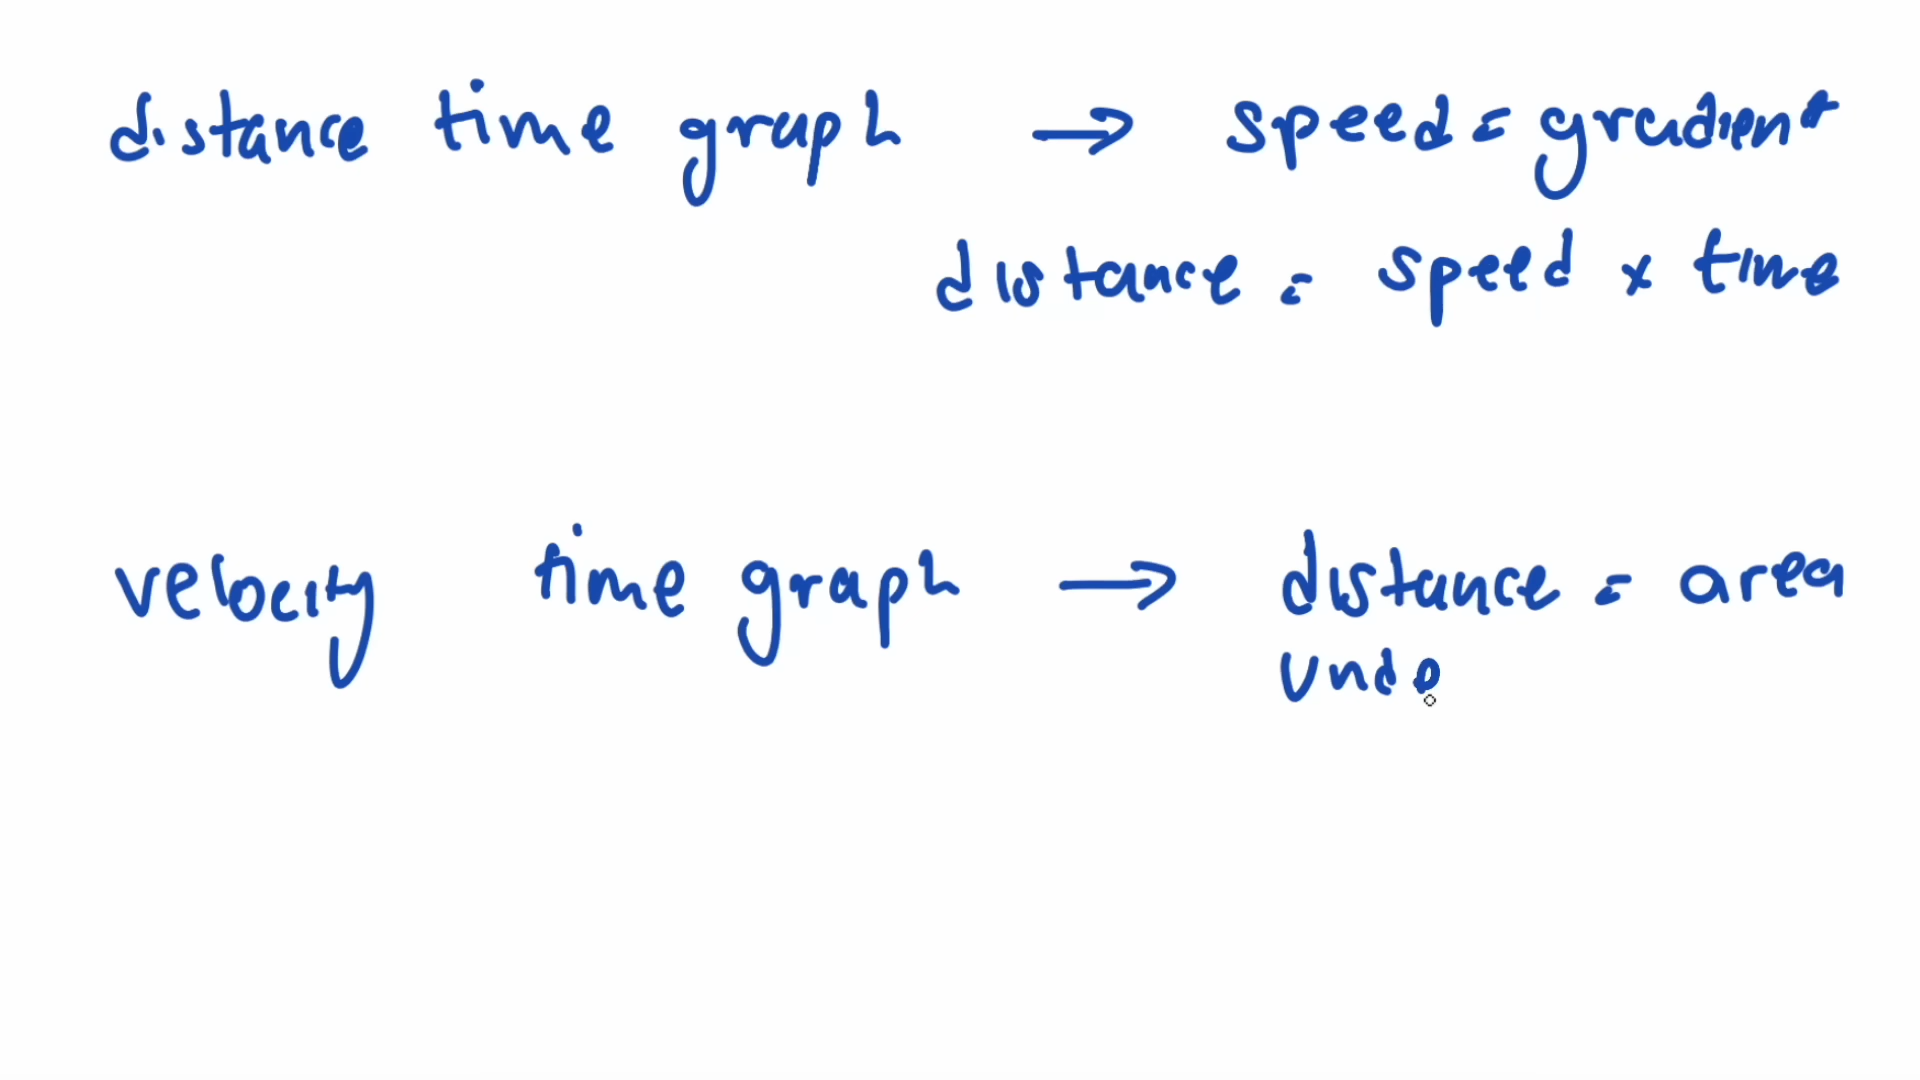 distance time graph → speed = gradient
distance = speed x time
velocity time graph → distance = area
unde